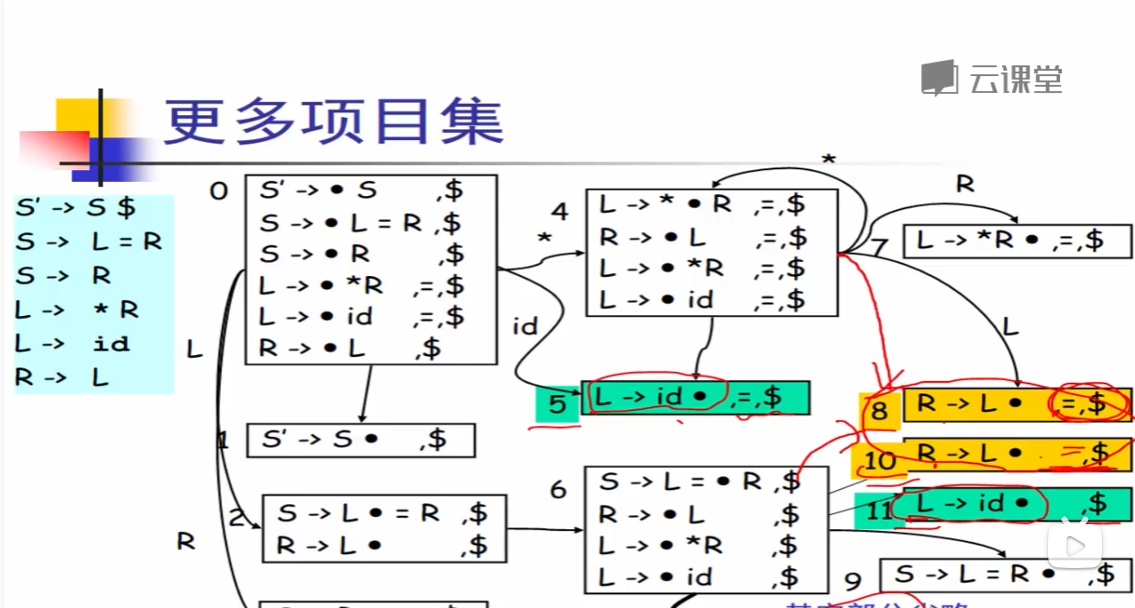 云课堂
更多项目集
S' -> S $
S -> L = R
S -> R
L -> * R
L -> id
R -> L
0
S' -> • S ,$
S -> • L = R ,$
S -> • R ,$
L -> • *R ,=,$
L -> • id ,=,$
R -> • L ,$
*
4
L -> * • R ,=,$
R -> • L ,=,$
L -> • *R ,=,$
L -> • id ,=,$
*
R
7
L -> *R • ,=,$
L
id
L
5
L -> id • ,=,$
8
R -> L • ,=,$
1
S' -> S • ,$
10
R -> L • =,$
6
S -> L = • R ,$
R -> • L ,$
L -> • *R ,$
L -> • id ,$
11
L -> id • ,$
2
S -> L • = R ,$
R -> L • ,$
R
9
S -> L = R • ,$